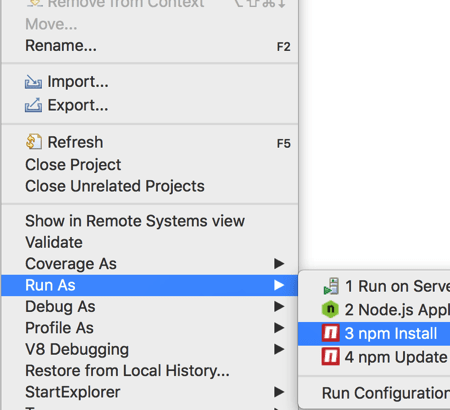 Remove from Context ⌥⇧⌘↓
Move...
Rename... F2
Import...
Export...
Refresh F5
Close Project
Close Unrelated Projects
Show in Remote Systems view
Validate
Coverage As
Run As
Debug As
Profile As
V8 Debugging
Restore from Local History...
StartExplorer
1 Run on Serve
2 Node.js Appl
3 npm Install
4 npm Update
Run Configuration